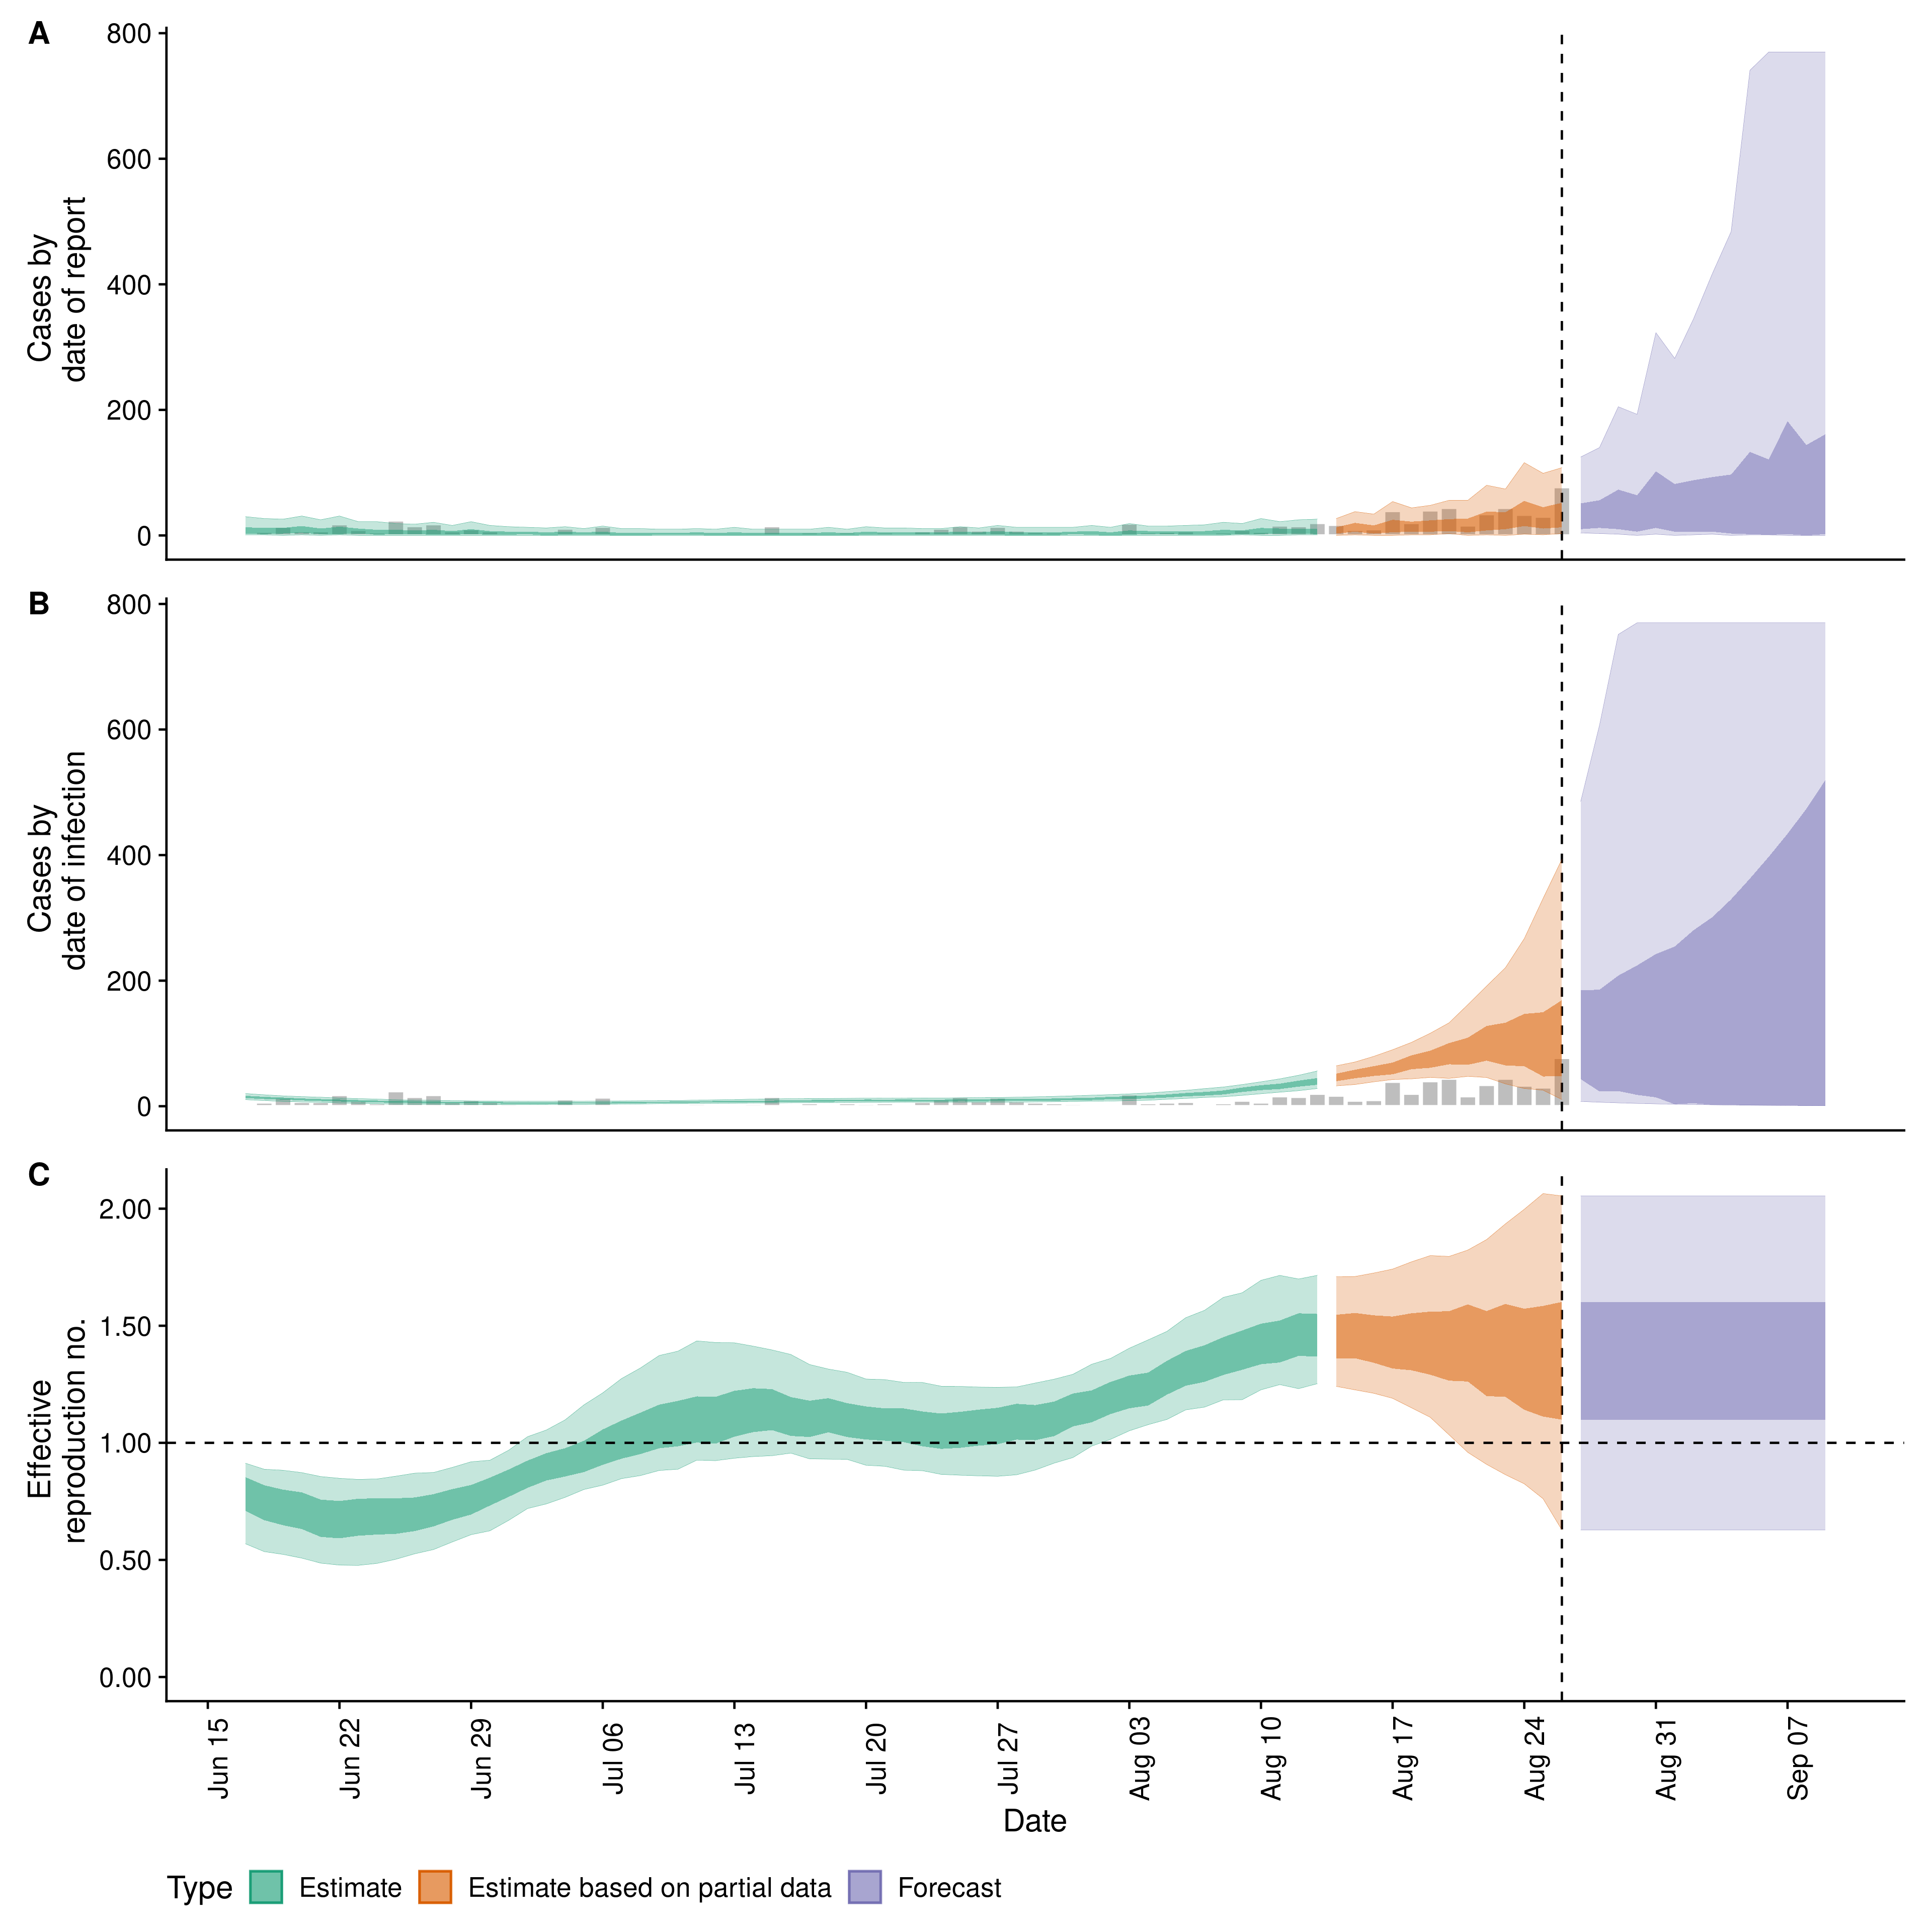 A
800
600
400
200
0
Cases by
date of report
B
800
600
400
200
0
Cases by
date of infection
C
2.00
1.50
1.00
0.50
0.00
Effective
reproduction no.
Jun 15
Jun 22
Jun 29
Jul 06
Jul 13
Jul 20
Jul 27
Aug 03
Aug 10
Aug 17
Aug 24
Aug 31
Sep 07
Date
Type Estimate Estimate based on partial data Forecast